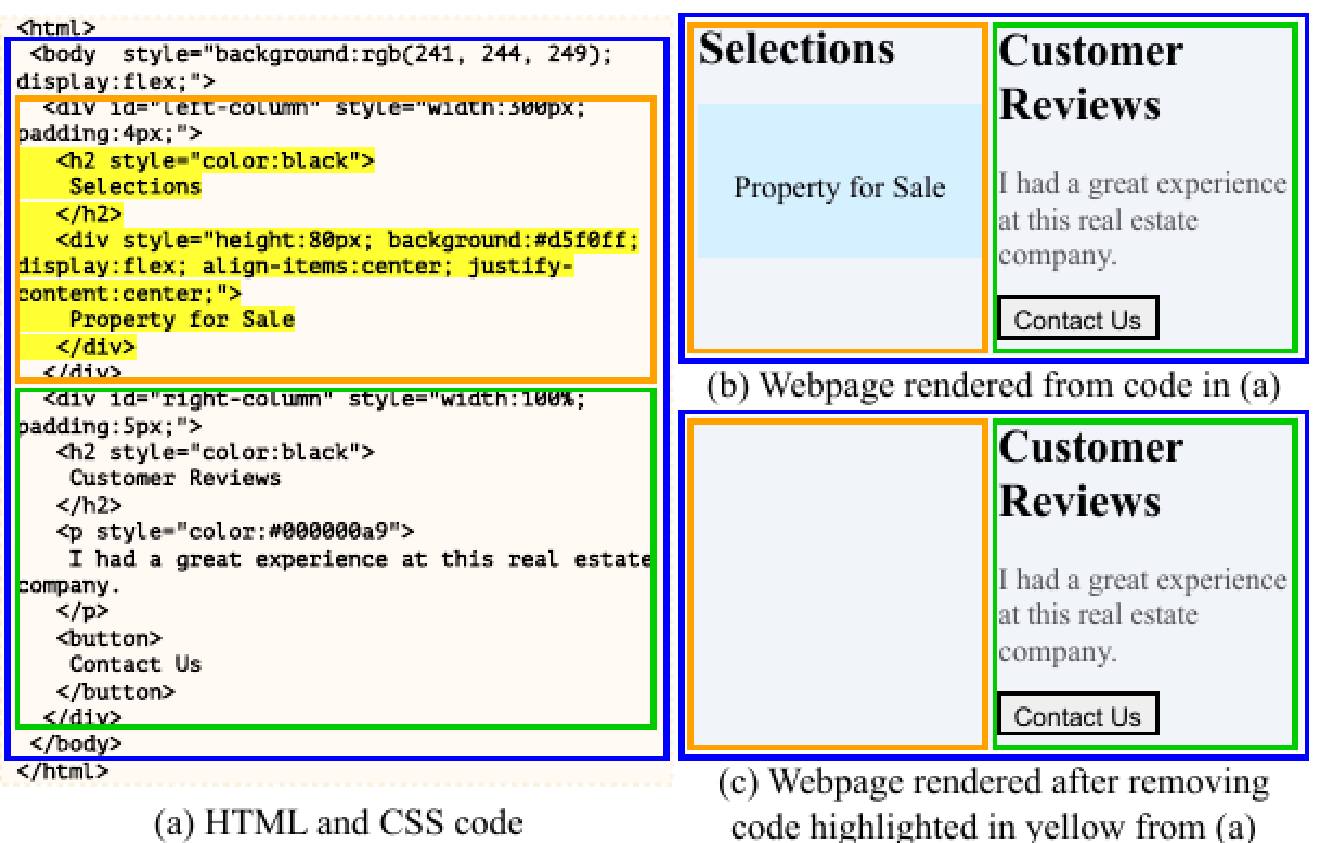 <html>
<body style="background:rgb(241, 244, 249);
display:flex;">
<div id="left-column" style="width:300px;
padding:4px;">
<h2 style="color:black">
Selections
</h2>
<div style="height:80px; background:#d5f0ff;
display:flex; align-items:center; justify-
content:center;">
Property for Sale
</div>
</div>
<div id="right-column" style="width:100%;
padding:5px;">
<h2 style="color:black">
Customer Reviews
</h2>
<p style="color:#000000a9">
I had a great experience at this real estate
company.
</p>
<button>
Contact Us
</button>
</div>
</body>
</html>
(a) HTML and CSS code
Selections
Property for Sale
Customer
Reviews
I had a great experience
at this real estate
company.
Contact Us
(b) Webpage rendered from code in (a)
Customer
Reviews
I had a great experience
at this real estate
company.
Contact Us
(c) Webpage rendered after removing
code highlighted in yellow from (a)